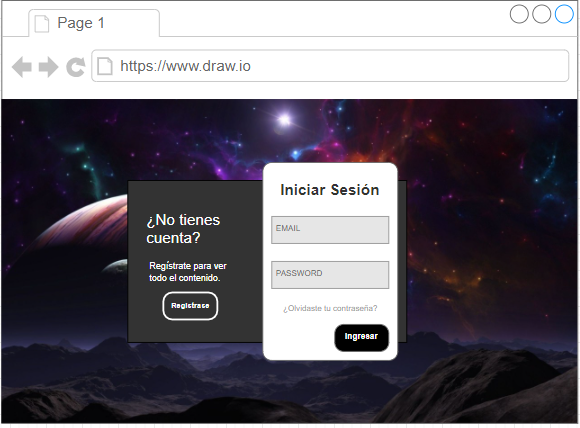 Page 1
https://www.draw.io
Iniciar Sesión
¿No tienes
cuenta?
Regístrate para ver
todo el contenido.
Registrase
EMAIL
PASSWORD
¿Olvidaste tu contraseña?
Ingresar